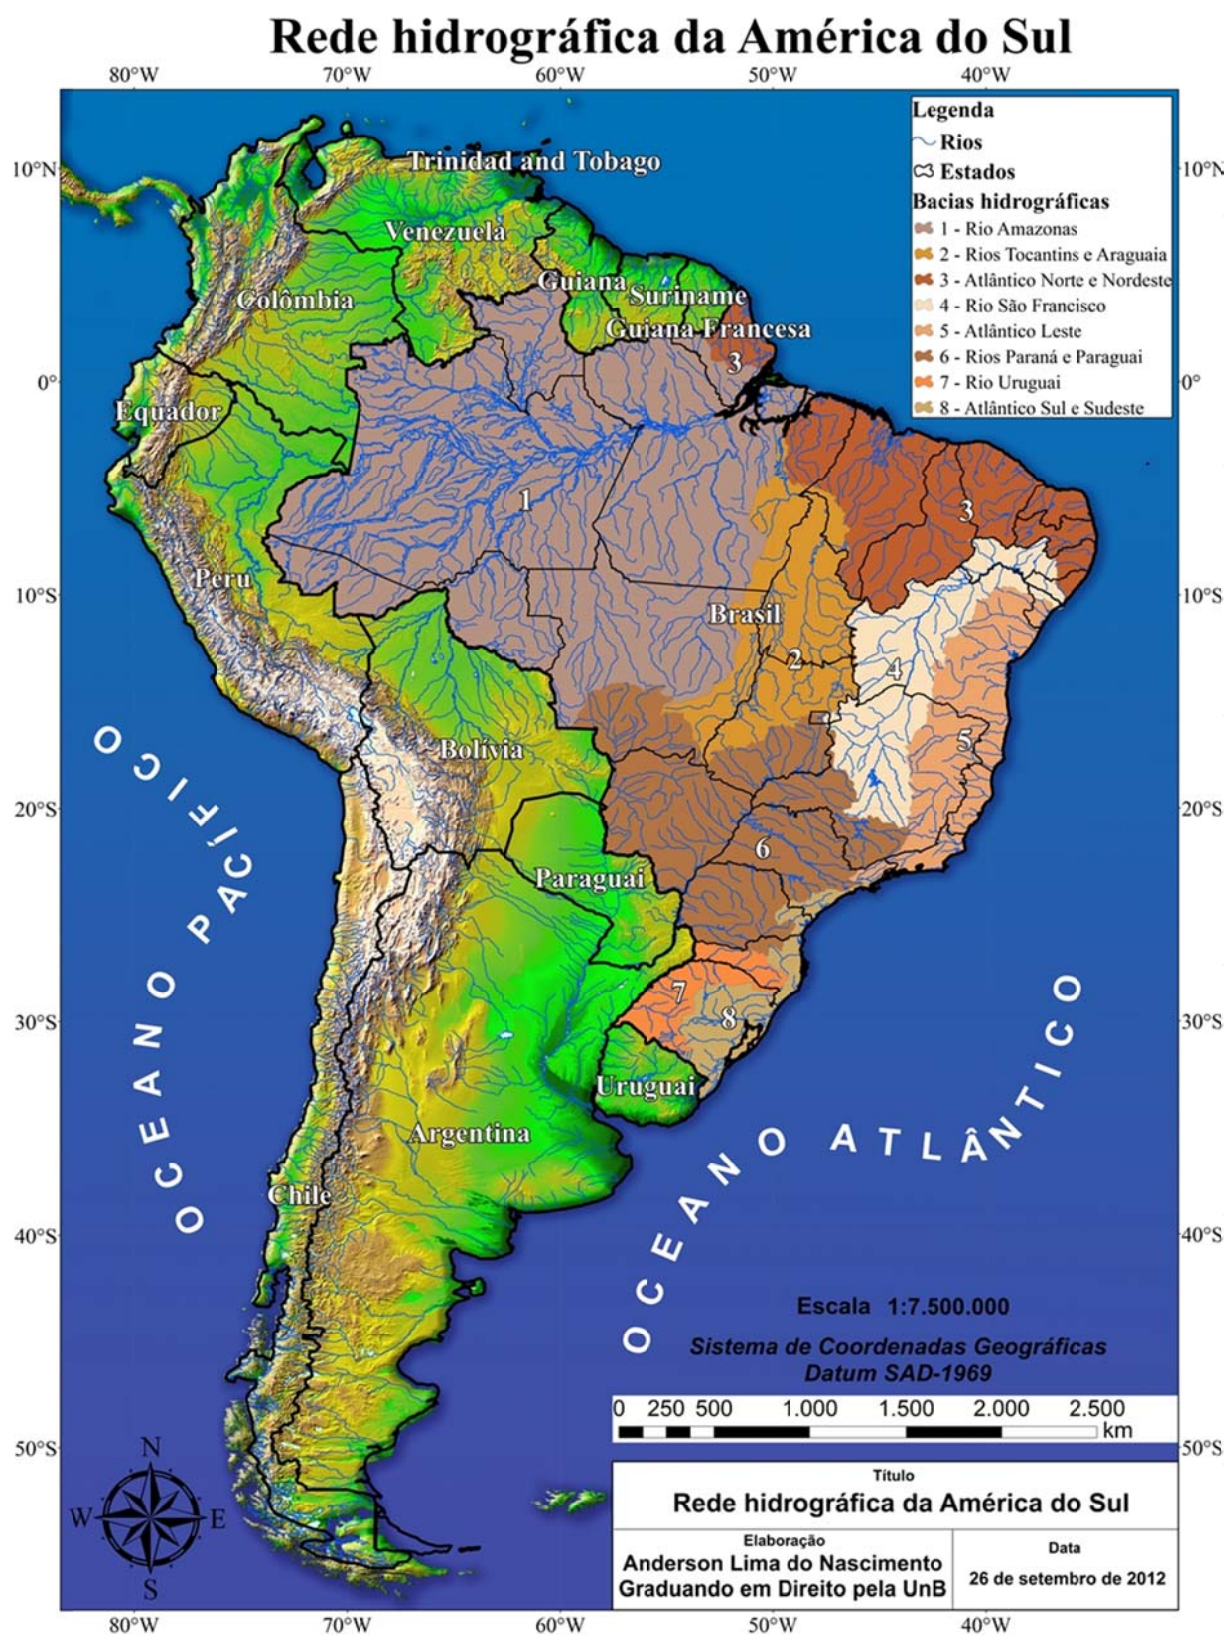 Rede hidrográfica da América do Sul
80°W 70°W 60°W 50°W 40°W
Legenda
Rios
Estados
Bacias hidrográficas
1 - Rio Amazonas
2 - Rios Tocantins e Araguaia
3 - Atlântico Norte e Nordeste
4 - Rio São Francisco
5 - Atlântico Leste
6 - Rios Paraná e Paraguai
7 - Rio Uruguai
8 - Atlântico Sul e Sudeste
10°N 10°N
Trinidad and Tobago
Venezuela
Guiana
Suriname
Colômbia
Guiana Francesa
3
0° 0°
Equador
1
3
Peru
10°S 10°S
Brasil
2
4
5
Bolívia
OCEANO PACÍFICO
20°S 20°S
6
Paraguai
7
8
30°S 30°S
Uruguai
Argentina
OCEANO ATLÂNTICO
Chile
40°S 40°S
Escala 1:7.500.000
Sistema de Coordenadas Geográficas
Datum SAD-1969
0 250 500 1.000 1.500 2.000 2.500
km
50°S 50°S
N
W E
S
Título
Rede hidrográfica da América do Sul
Elaboração
Anderson Lima do Nascimento
Graduando em Direito pela UnB
Data
26 de setembro de 2012
80°W 70°W 60°W 50°W 40°W